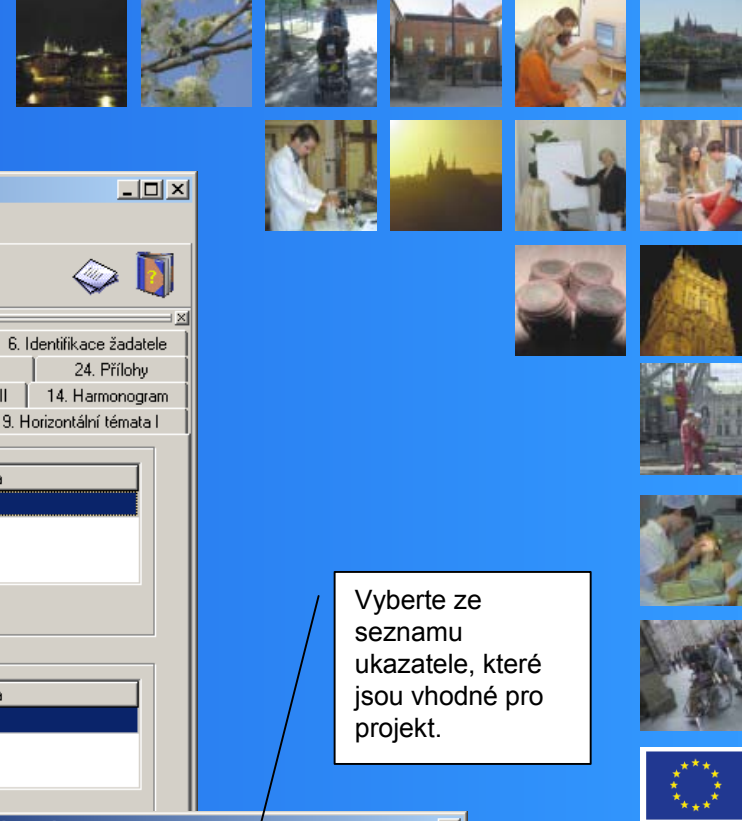 6. Identifikace žadatele
24. Přílohy
II
14. Harmonogram
9. Horizontální témata I
a
Vyberte ze
seznamu
ukazatele, které
jsou vhodné pro
projekt.
a